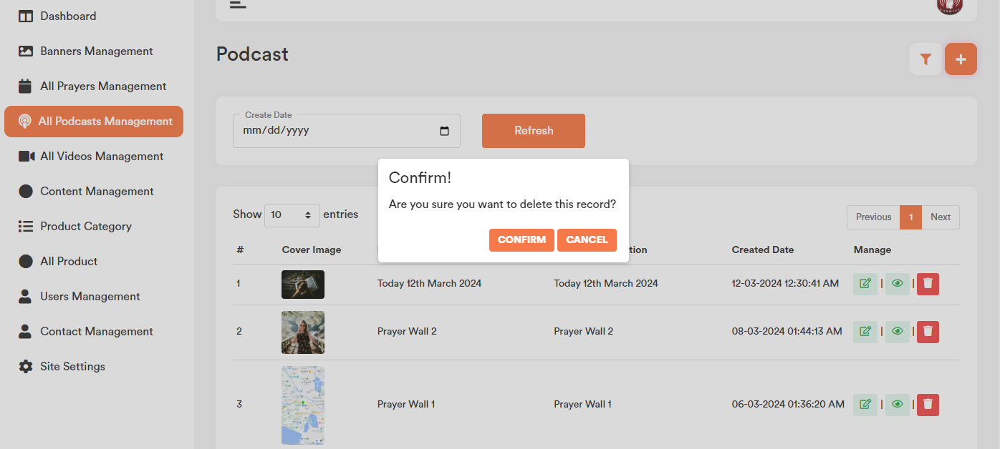 Dashboard
Banners Management
All Prayers Management
All Podcasts Management
All Videos Management
Content Management
Product Category
All Product
Users Management
Contact Management
Site Settings
Podcast
Create Date
mm/dd/yyyy
Refresh
Confirm!
Are you sure you want to delete this record?
CONFIRM CANCEL
Show 10 entries
Previous 1 Next
# Cover Image Created Date Manage
1 Today 12th March 2024 Today 12th March 2024 12-03-2024 12:30:41 AM
2 Prayer Wall 2 Prayer Wall 2 08-03-2024 01:44:13 AM
3 Prayer Wall 1 Prayer Wall 1 06-03-2024 01:36:20 AM